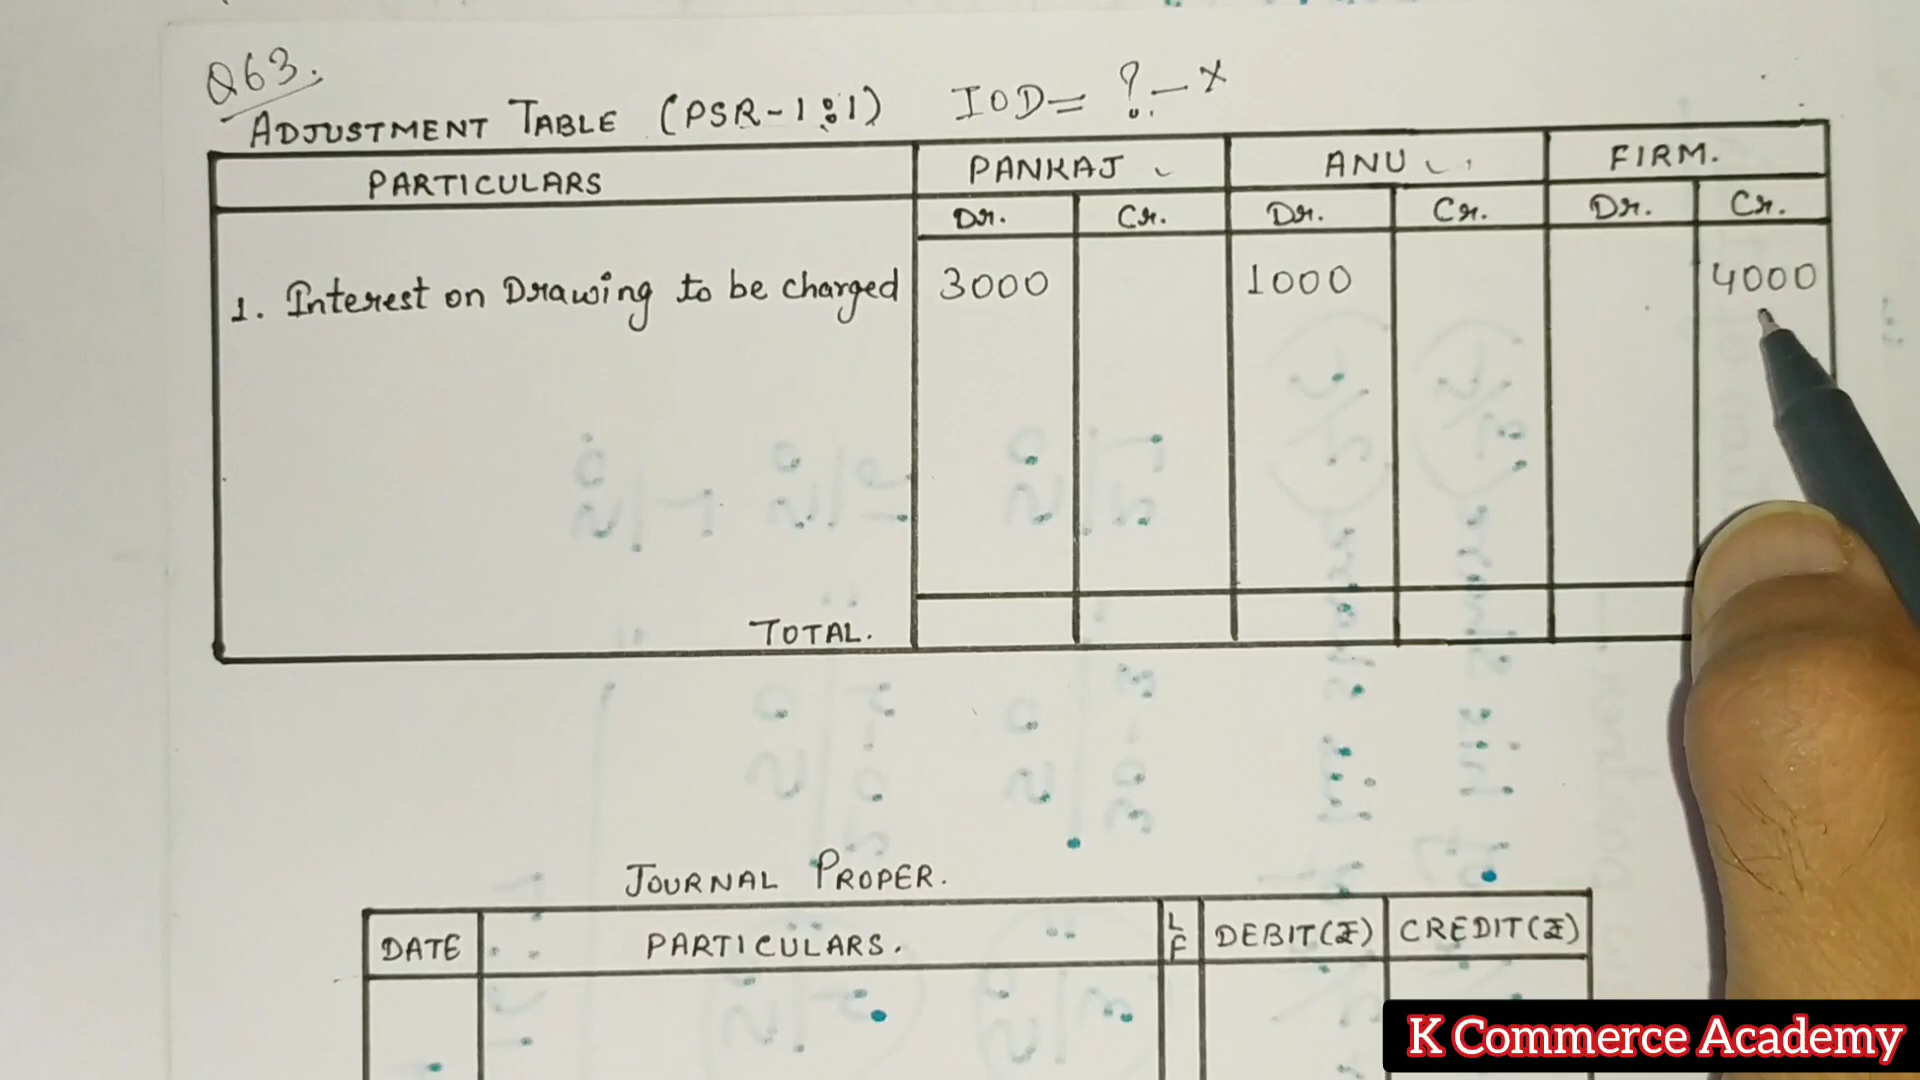 Q63.
ADJUSTMENT TABLE (PSR-1:1) IOD= ?-x
PARTICULARS PANKAJ ANU FIRM.
Dr. Cr. Dr. Cr. Dr. Cr.
1. Interest on Drawing to be charged 3000 1000 4000
TOTAL.
JOURNAL PROPER.
DATE PARTICULARS. LF DEBIT(₹) CREDIT(₹)
K Commerce Academy